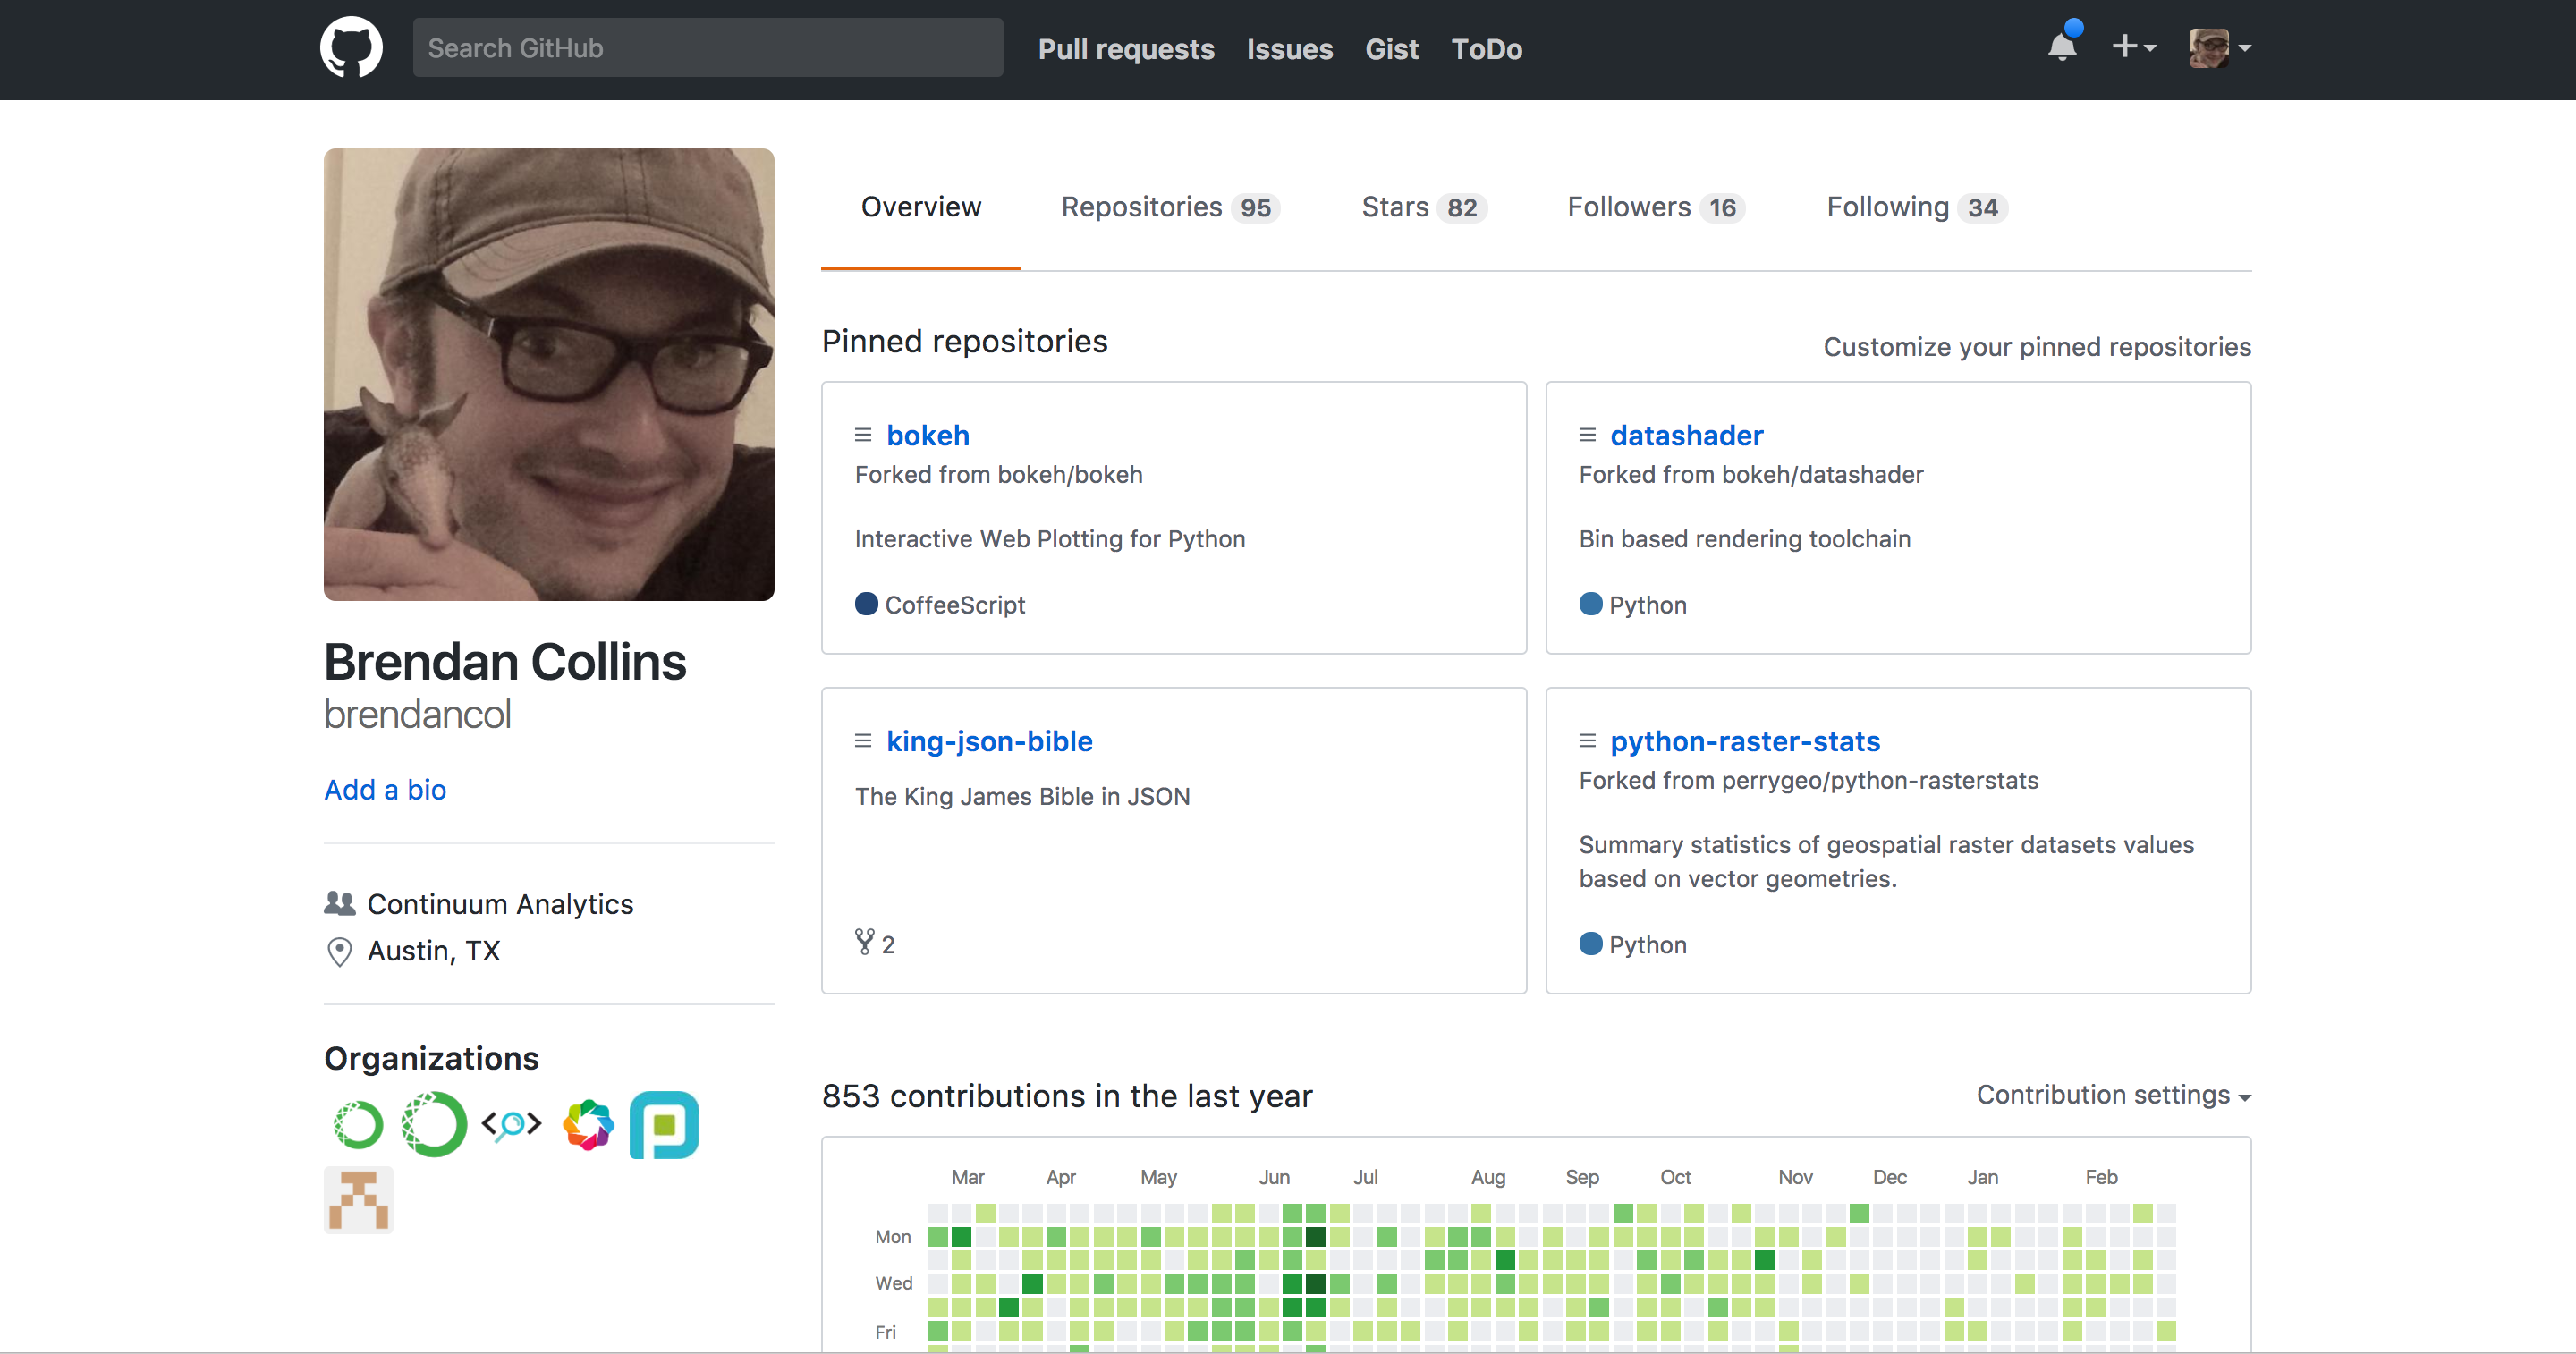 Search GitHub
Pull requests Issues Gist ToDo
Brendan Collins
brendancol
Add a bio
Continuum Analytics
Austin, TX
Organizations
Overview Repositories 95 Stars 82 Followers 16 Following 34
Pinned repositories
Customize your pinned repositories
bokeh
Forked from bokeh/bokeh
Interactive Web Plotting for Python
CoffeeScript
datashader
Forked from bokeh/datashader
Bin based rendering toolchain
Python
king-json-bible
The King James Bible in JSON
2
python-raster-stats
Forked from perrygeo/python-rasterstats
Summary statistics of geospatial raster datasets values
based on vector geometries.
Python
853 contributions in the last year
Contribution settings
Mar Apr May Jun Jul Aug Sep Oct Nov Dec Jan Feb
Mon
Wed
Fri